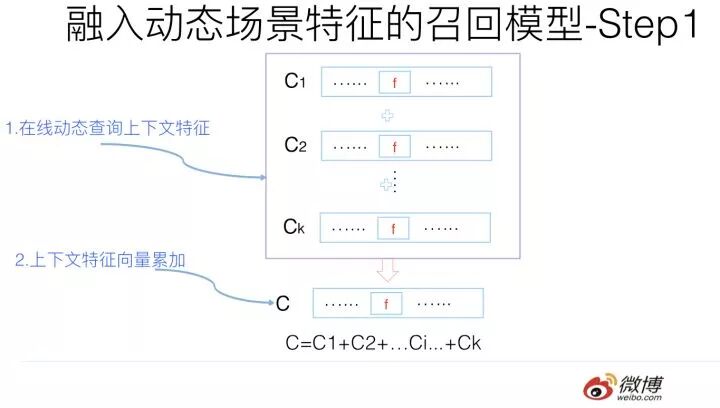 融入动态场景特征的召回模型-Step1
C1 ...... f ......
+
1.在线动态查询上下文特征
C2 ...... f ......
+
Ck ...... f ......
2.上下文特征向量累加
C ...... f ......
C=C1+C2+…Ci...+Ck
微博
weibo.com